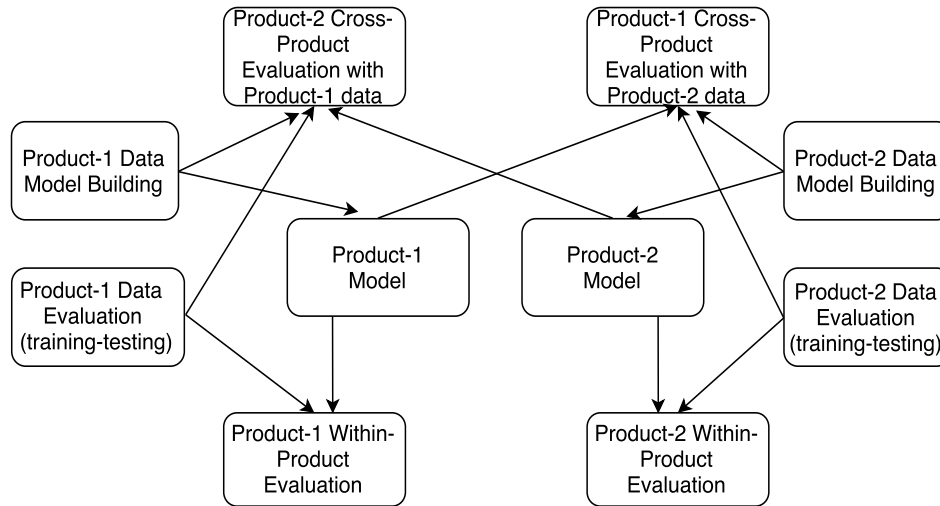 Product-2 Cross-
Product
Evaluation with
Product-1 data
Product-1 Cross-
Product
Evaluation with
Product-2 data
Product-1 Data
Model Building
Product-2 Data
Model Building
Product-1
Model
Product-2
Model
Product-1 Data
Evaluation
(training-testing)
Product-2 Data
Evaluation
(training-testing)
Product-1 Within-
Product
Evaluation
Product-2 Within-
Product
Evaluation